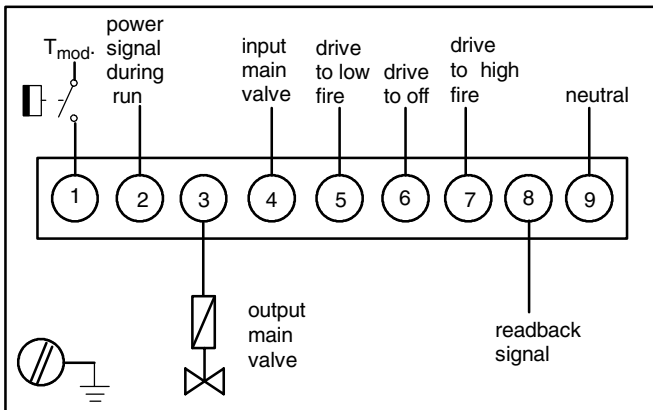 T mod.
power
signal
during
run
input
main
valve
drive
to low
fire
drive
to off
drive
to high
fire
neutral
1 2 3 4 5 6 7 8 9
output
main
valve
readback
signal